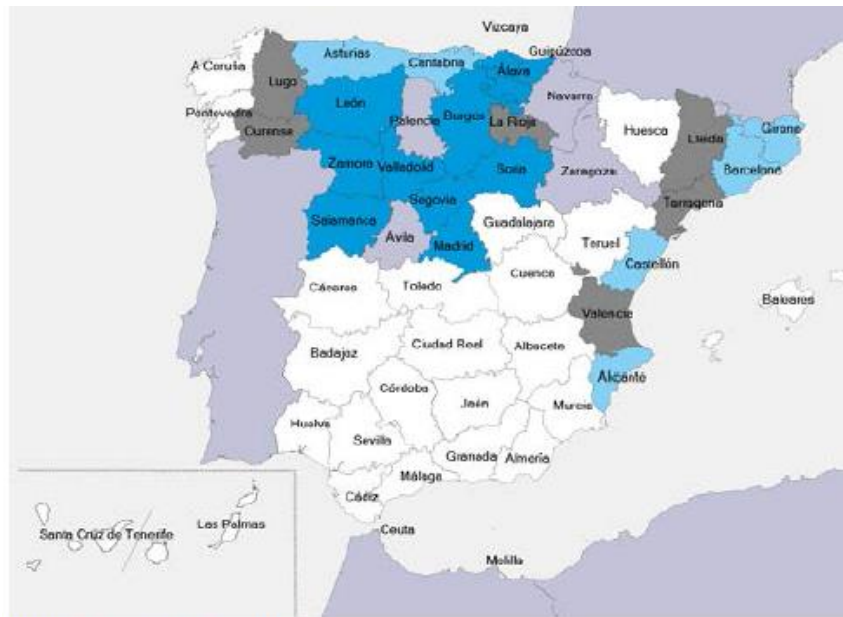 Vizcaya
Asturias
Cantabria
Guipúzcoa
A Coruña
Lugo
Álava
León
Navarra
Pontevedra
Palencia
Burgos
La Rioja
Huesca
Lleida
Girona
Ourense
Barcelona
Zamora
Valladolid
Soria
Zaragoza
Segovia
Tarragona
Salamanca
Guadalajara
Ávila
Madrid
Teruel
Castellón
Cáceres
Toledo
Cuenca
Baleares
Valencia
Badajoz
Ciudad Real
Albacete
Alicante
Córdoba
Jaén
Murcia
Huelva
Sevilla
Granada
Almería
Málaga
Cádiz
Santa Cruz de Tenerife
Las Palmas
Ceuta
Melilla